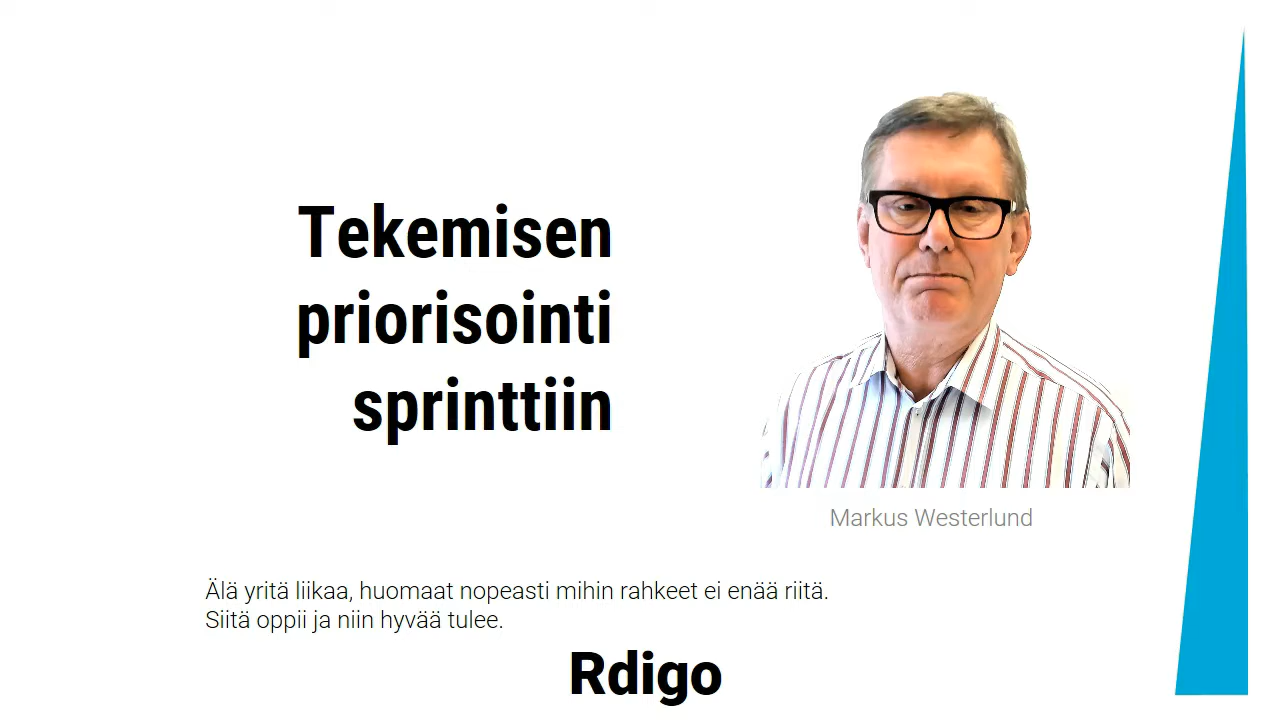 Tekemisen
priorisointi
sprinttiin
Markus Westerlund
Älä yritä liikaa, huomaat nopeasti mihin rahkeet ei enää riitä.
Siitä oppii ja niin hyvää tulee.
Rdigo